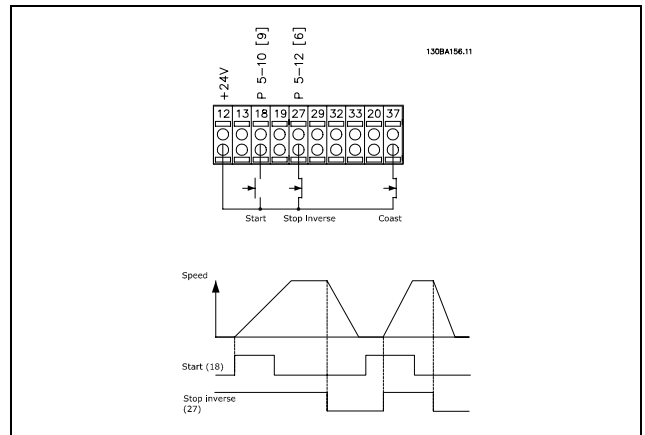 130BA156.11
+24V
P 5-10 [9]
P 5-12 [6]
12 13 18 19 27 29 32 33 20 37
Start Stop Inverse Coast
Speed
Start (18)
Stop inverse
(27)